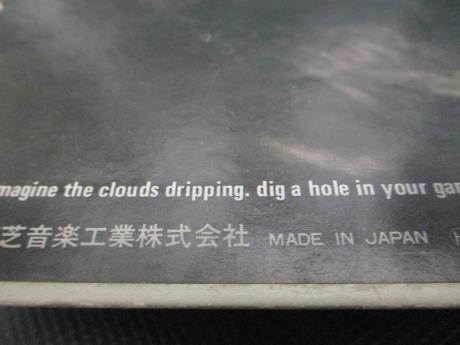 magine the clouds dripping. dig a hole in your gar
芝音楽工業株式会社 MADE IN JAPAN Ⓗ